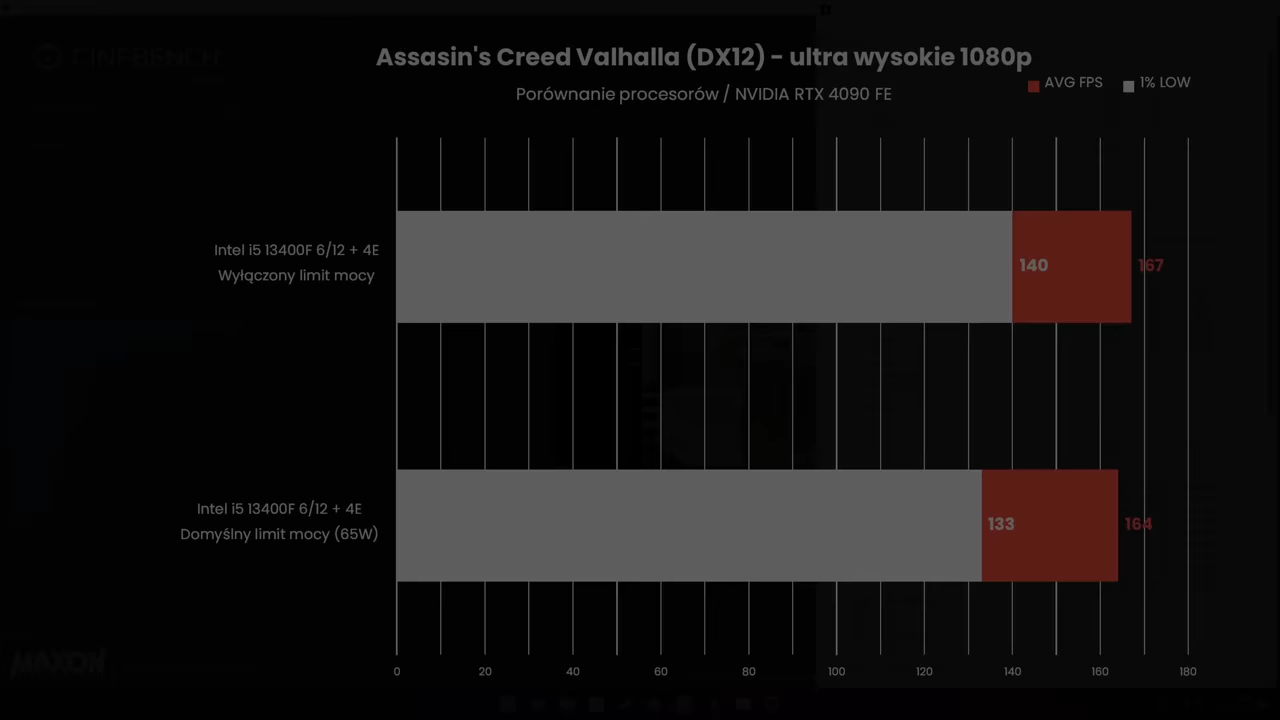 CINEBENCH
Assasin's Creed Valhalla (DX12) - ultra wysokie 1080p
AVG FPS
1% LOW
Porównanie procesorów / NVIDIA RTX 4090 FE
Intel i5 13400F 6/12 + 4E
Wyłączony limit mocy
140
167
Intel i5 13400F 6/12 + 4E
Domyślny limit mocy (65W)
133
164
MAXON
0 20 40 60 80 100 120 140 160 180